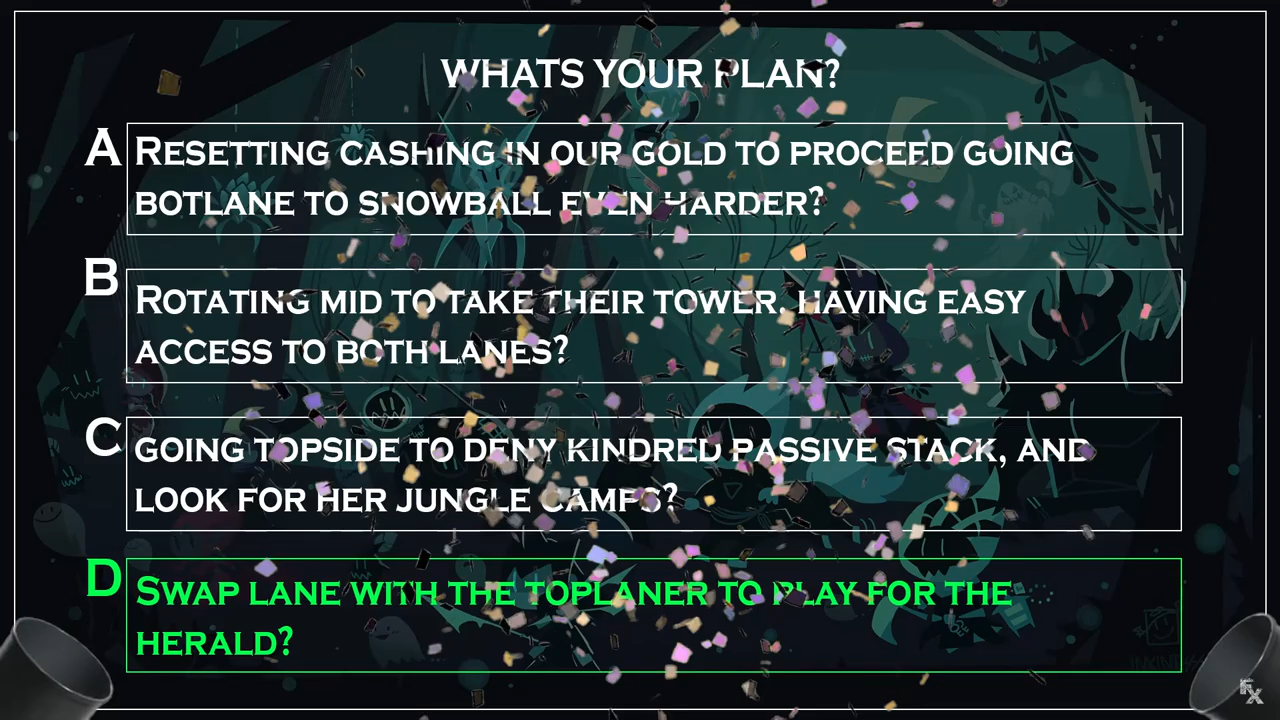 WHATS YOUR PLAN?
A
RESETTING CASHING IN OUR GOLD TO PROCEED GOING
BOTLANE TO SNOWBALL EVEN HARDER?
B
ROTATING MID TO TAKE THEIR TOWER. HAVING EASY
ACCESS TO BOTH LANES?
C
GOING TOPSIDE TO DENY KINDRED PASSIVE STACK, AND
LOOK FOR HER JUNGLE CAMPS?
D
SWAP LANE WITH THE TOPLANER TO PLAY FOR THE
HERALD?
FX